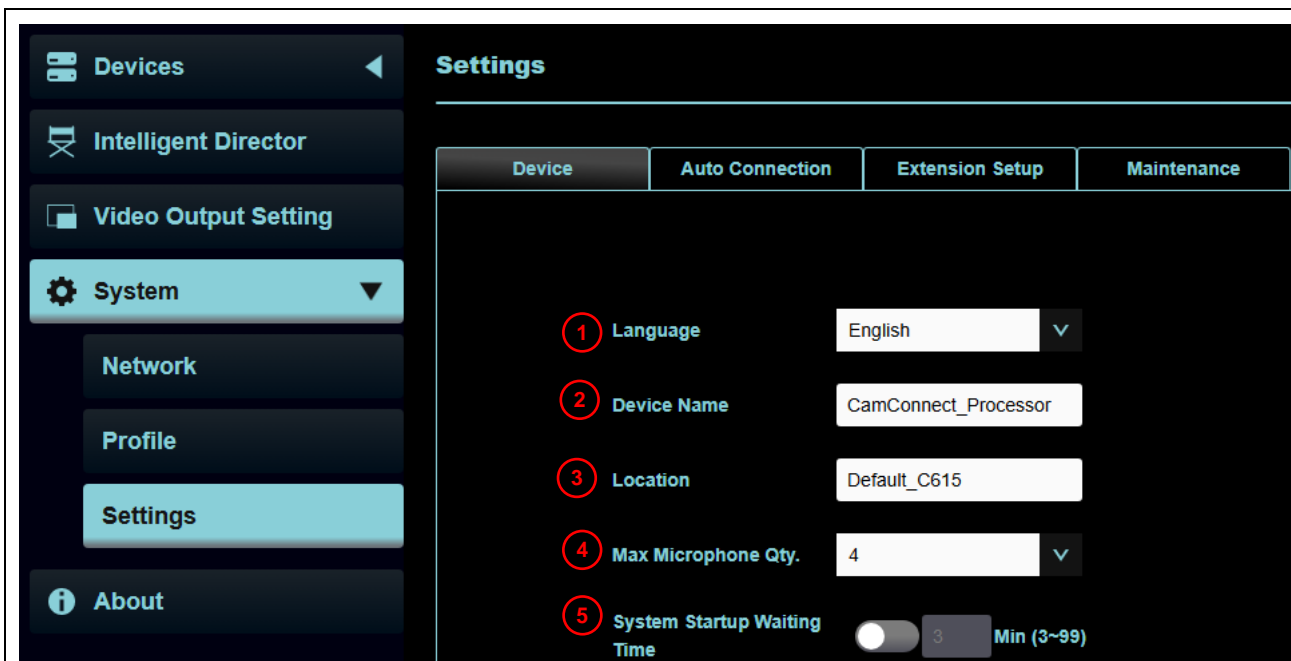 Devices
Settings
Intelligent Director
Device Auto Connection Extension Setup Maintenance
Video Output Setting
System
1 Language English
Network
2 Device Name CamConnect_Processor
Profile
3 Location Default_C615
Settings
4 Max Microphone Qty. 4
About
5 System Startup Waiting
Time 3 Min (3~99)